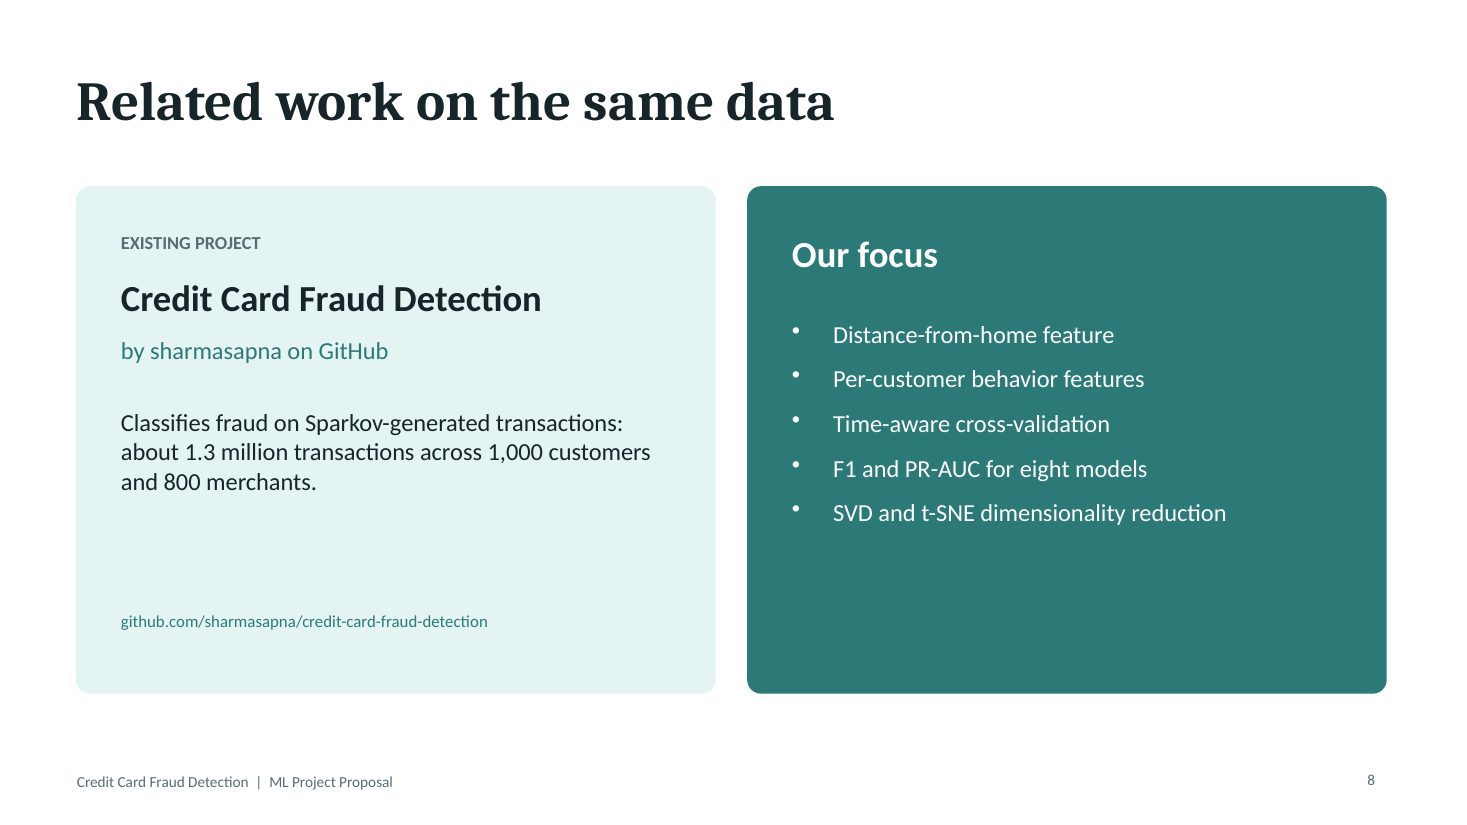 Related work on the same data
EXISTING PROJECT
Credit Card Fraud Detection
by sharmasapna on GitHub
Classifies fraud on Sparkov-generated transactions:
about 1.3 million transactions across 1,000 customers
and 800 merchants.
github.com/sharmasapna/credit-card-fraud-detection
Our focus
• Distance-from-home feature
• Per-customer behavior features
• Time-aware cross-validation
• F1 and PR-AUC for eight models
• SVD and t-SNE dimensionality reduction
Credit Card Fraud Detection | ML Project Proposal
8